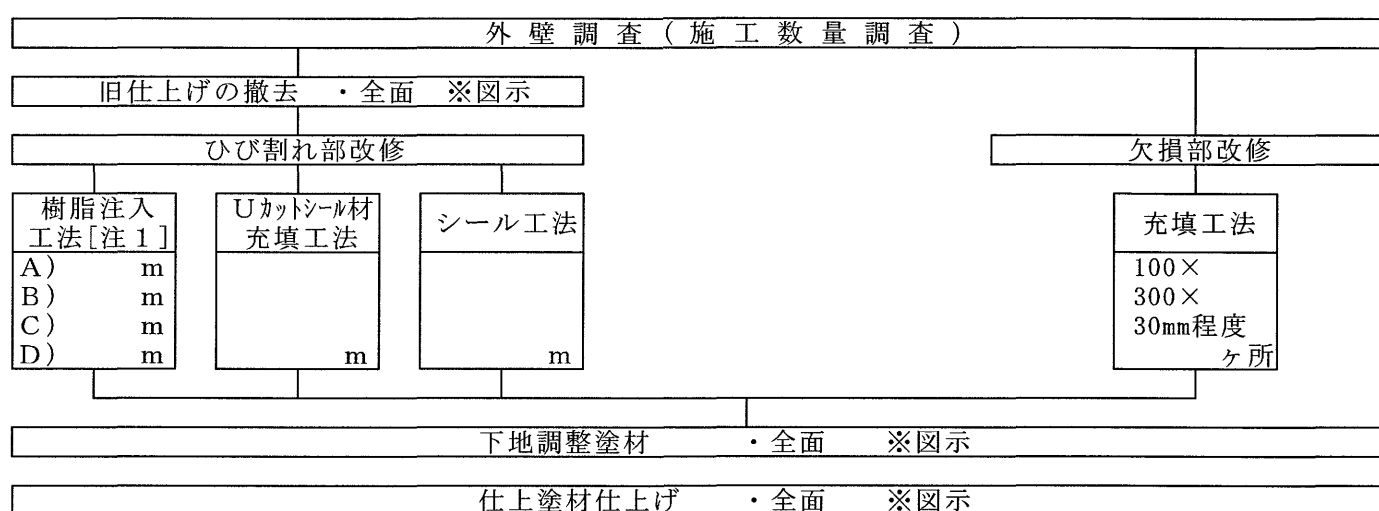 外壁調査(施工数量調査)
旧仕上げの撤去 ・全面 ※図示
ひび割れ部改修
欠損部改修
樹脂注入
工法[注1]
A) m
B) m
C) m
D) m
Uカットシール材
充填工法
m
シール工法
m
充填工法
100×
300×
30mm程度
ヶ所
下地調整塗材 ・全面 ※図示
仕上塗材仕上げ ・全面 ※図示